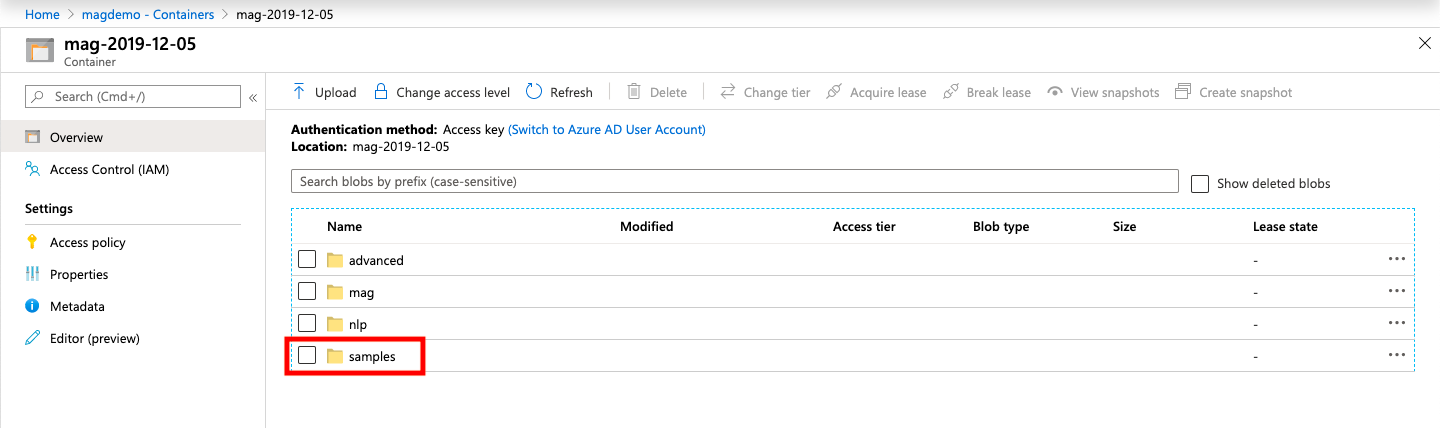 Home > magdemo - Containers > mag-2019-12-05
mag-2019-12-05
Container
Search (Cmd+/)
«
Overview
Access Control (IAM)
Settings
Access policy
Properties
Metadata
Editor (preview)
Upload Change access level Refresh Delete Change tier Acquire lease Break lease View snapshots Create snapshot
Authentication method: Access key (Switch to Azure AD User Account)
Location: mag-2019-12-05
Search blobs by prefix (case-sensitive) Show deleted blobs
Name Modified Access tier Blob type Size Lease state
advanced - •••
mag - •••
nlp - •••
samples - •••